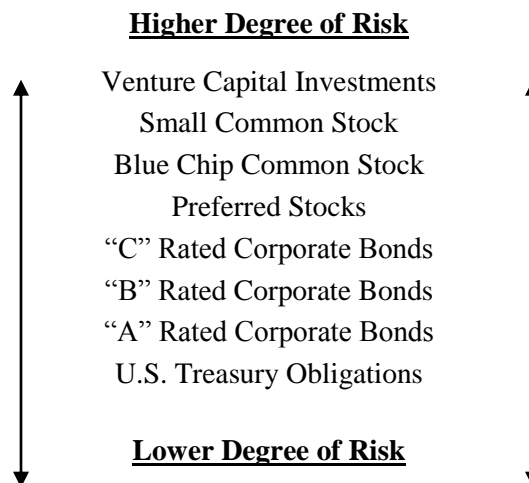 Higher Degree of Risk
Venture Capital Investments
Small Common Stock
Blue Chip Common Stock
Preferred Stocks
“C” Rated Corporate Bonds
“B” Rated Corporate Bonds
“A” Rated Corporate Bonds
U.S. Treasury Obligations
Lower Degree of Risk